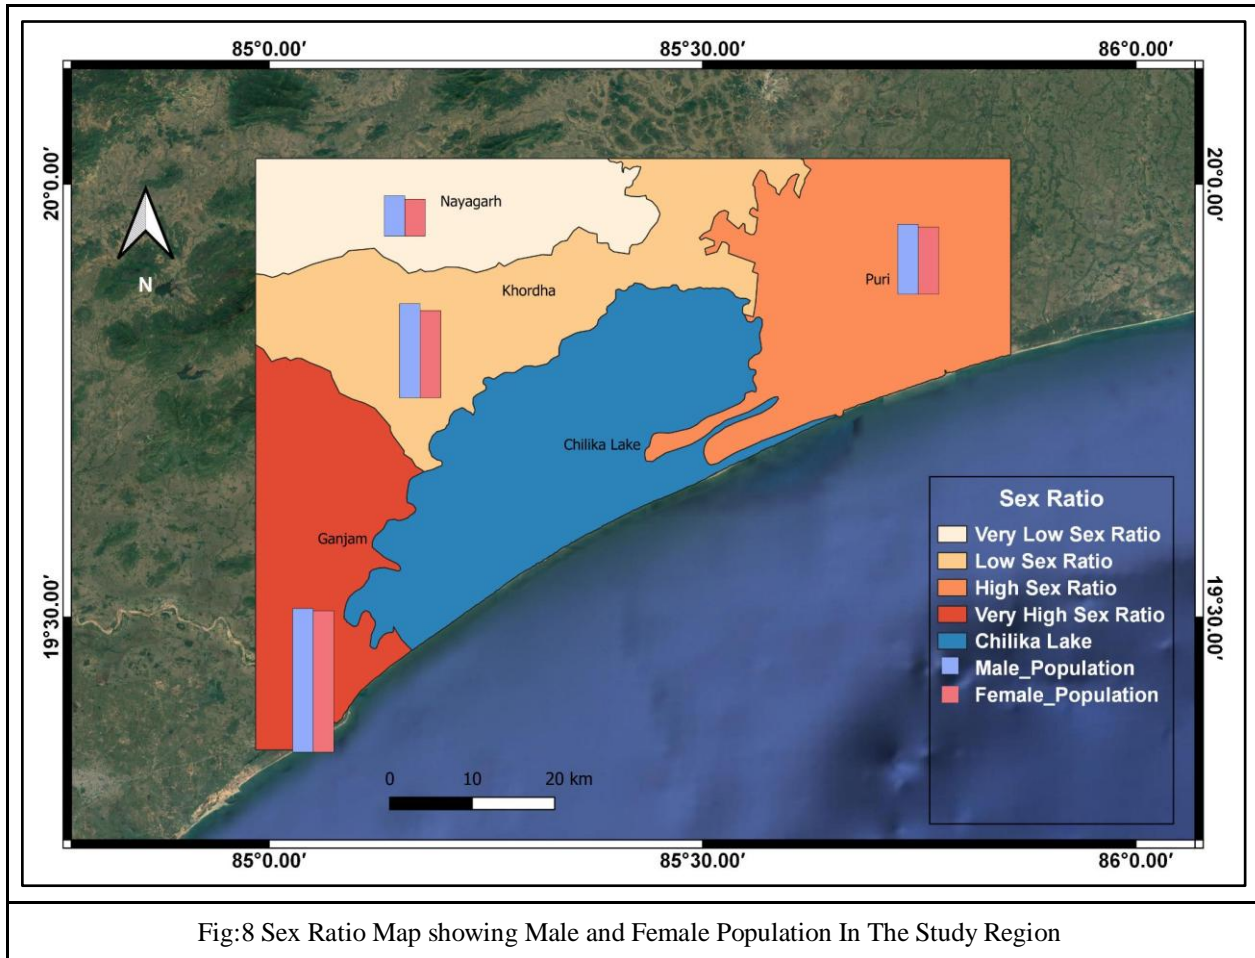 85°0.00′ 85°30.00′ 86°0.00′
20°0.00′
20°0.00′
N
Nayagarh
Khordha
Puri
Chilika Lake
Ganjam
19°30.00′
19°30.00′
Sex Ratio
Very Low Sex Ratio
Low Sex Ratio
High Sex Ratio
Very High Sex Ratio
Chilika Lake
Male_Population
Female_Population
0 10 20 km
85°0.00′ 85°30.00′ 86°0.00′
Fig:8 Sex Ratio Map showing Male and Female Population In The Study Region